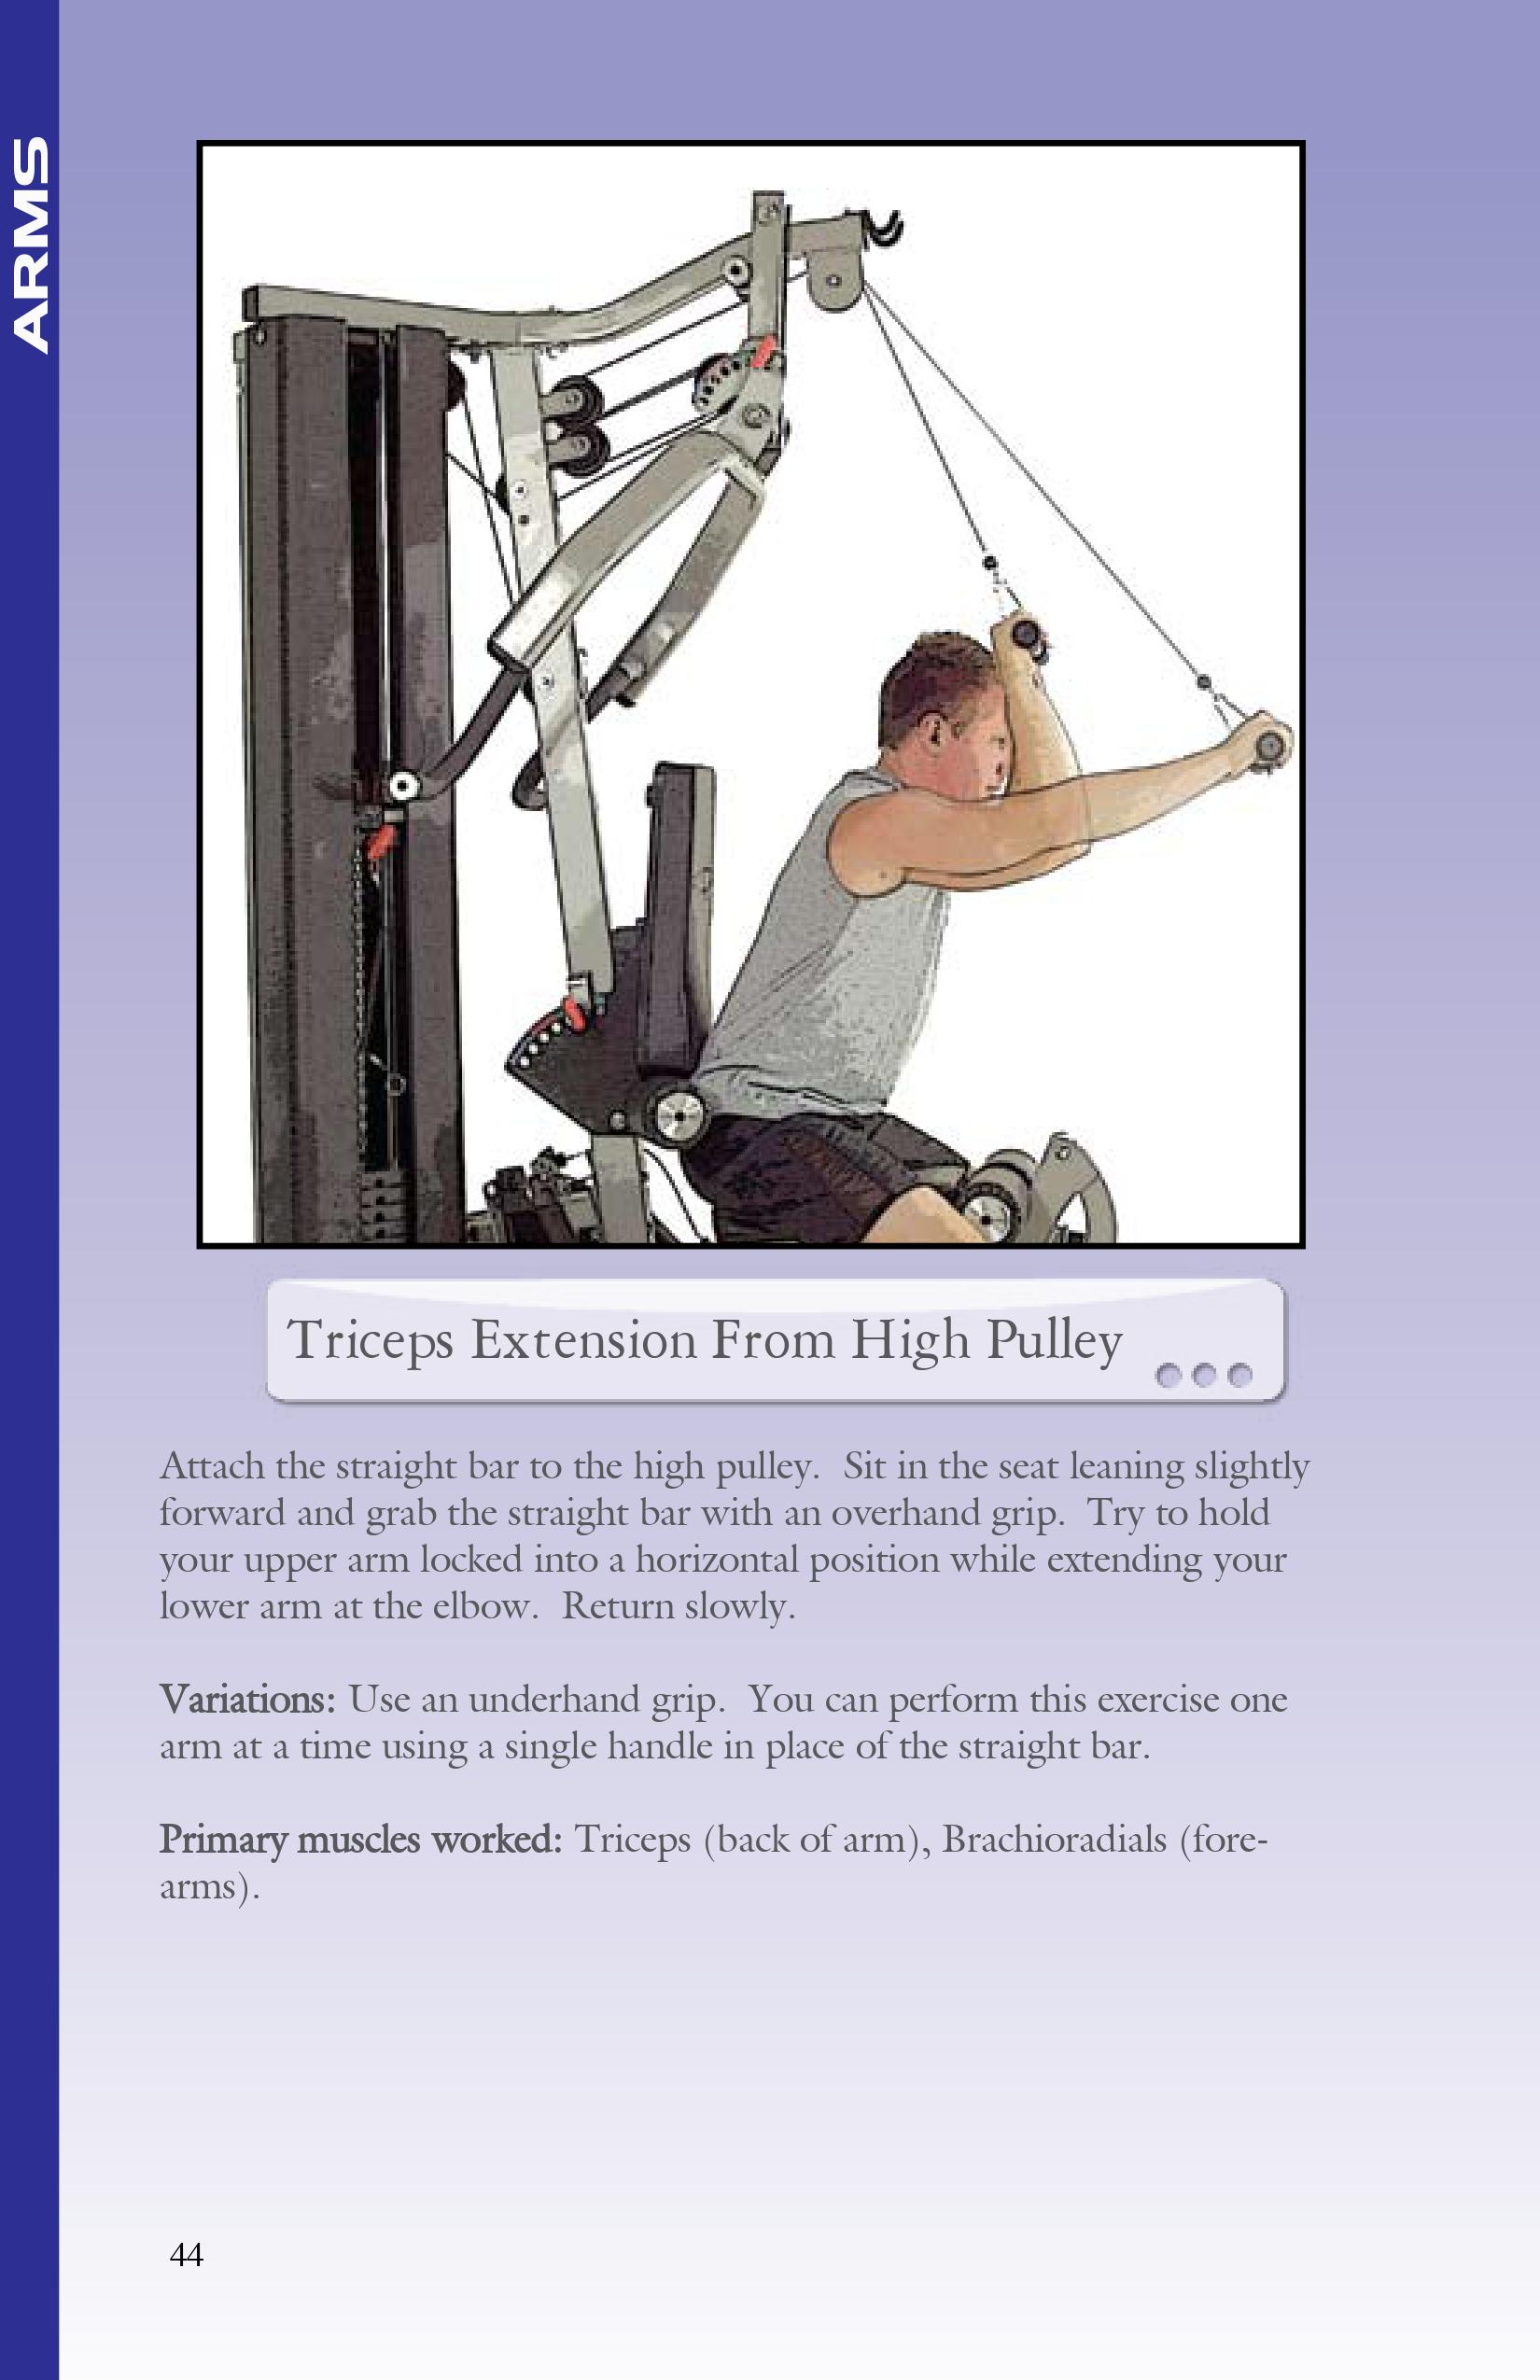 ARMS
Triceps Extension From High Pulley
Attach the straight bar to the high pulley.  Sit in the seat leaning slightly
forward and grab the straight bar with an overhand grip.  Try to hold
your upper arm locked into a horizontal position while extending your
lower arm at the elbow.  Return slowly.
Variations: Use an underhand grip.  You can perform this exercise one
arm at a time using a single handle in place of the straight bar.
Primary muscles worked: Triceps (back of arm), Brachioradials (fore-
arms).
44